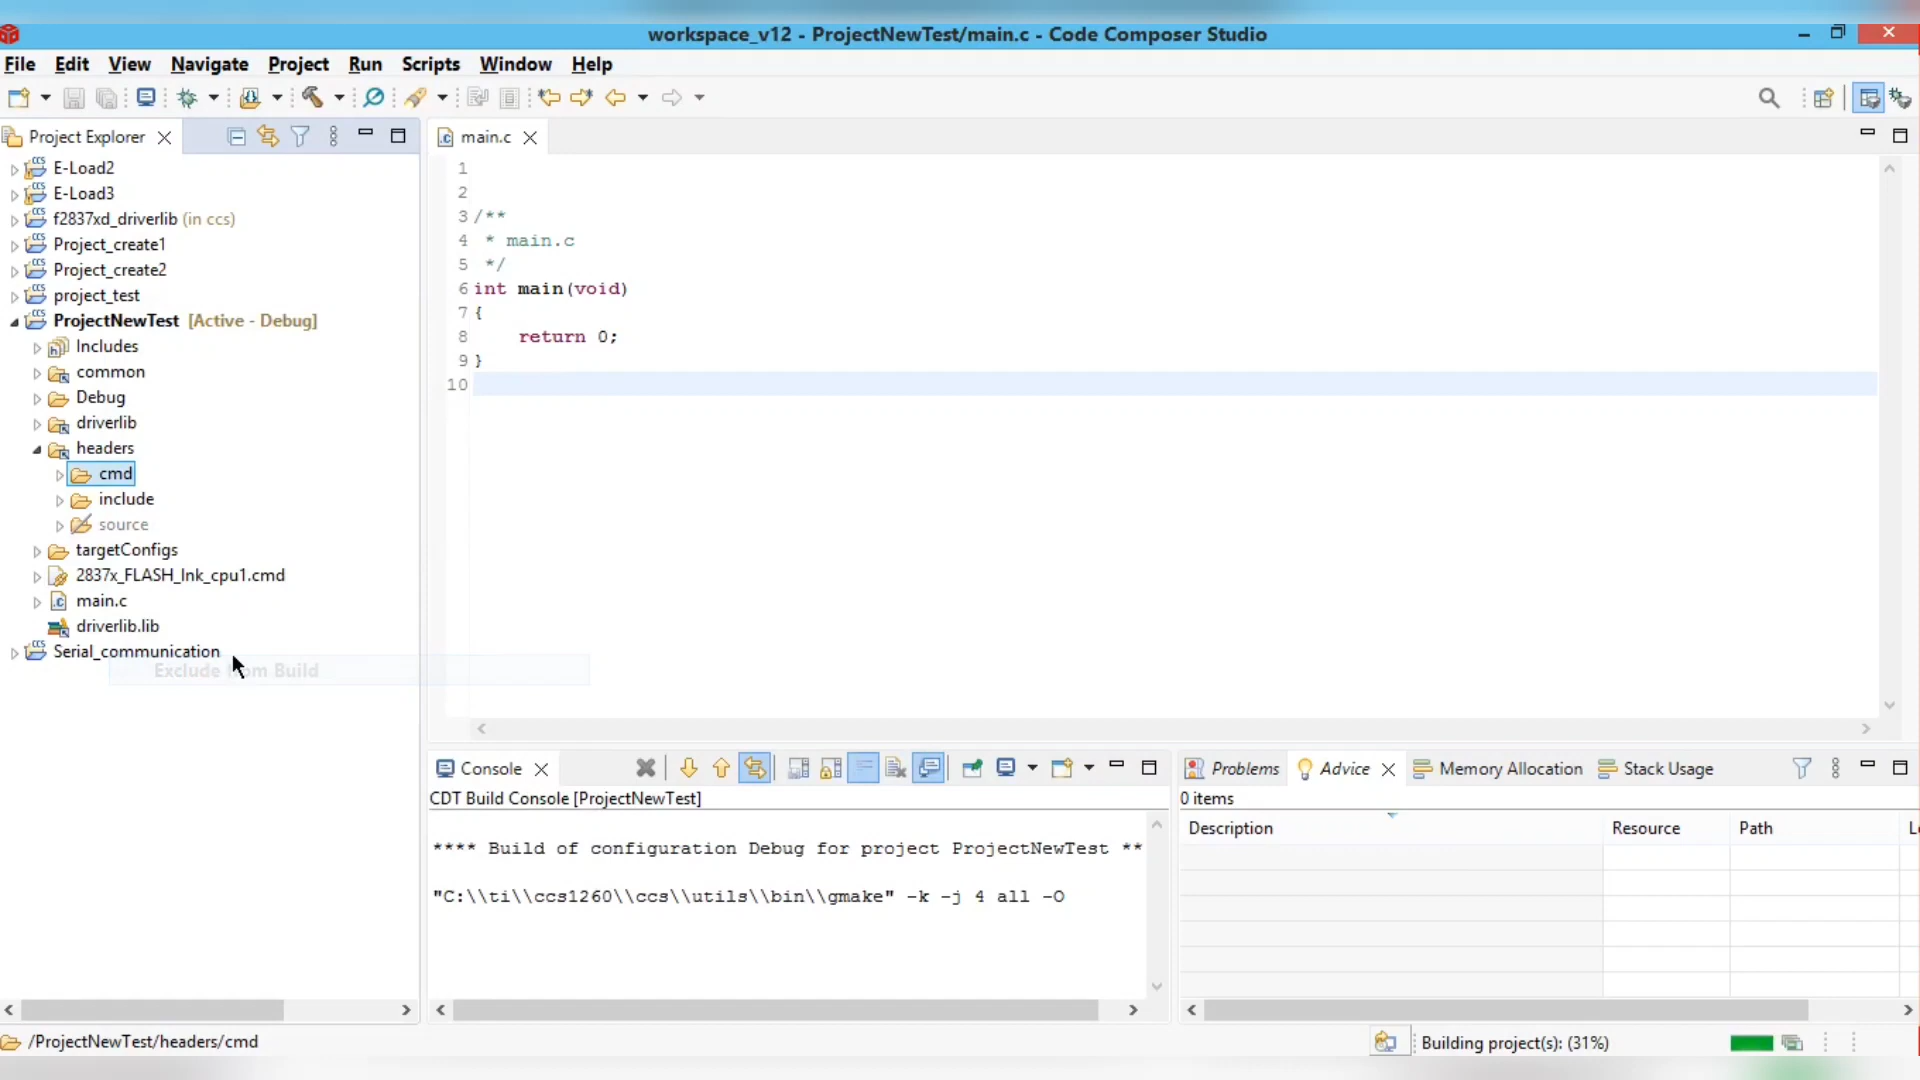 workspace_v12 - ProjectNewTest/main.c - Code Composer Studio
File Edit View Navigate Project Run Scripts Window Help
Project Explorer
E-Load2
E-Load3
f2837xd_driverlib (in ccs)
Project_create1
Project_create2
project_test
ProjectNewTest [Active - Debug]
Includes
common
Debug
driverlib
headers
cmd
include
source
targetConfigs
2837x_FLASH_lnk_cpu1.cmd
main.c
driverlib.lib
Serial_communication
Exclude from Build
main.c
1
2
3 /**
4 * main.c
5 */
6 int main(void)
7 {
8 return 0;
9 }
10
Console
CDT Build Console [ProjectNewTest]
**** Build of configuration Debug for project ProjectNewTest **
"C:\\ti\\ccs1260\\ccs\\utils\\bin\\gmake" -k -j 4 all -O
Problems Advice Memory Allocation Stack Usage
0 items
Description Resource Path
/ProjectNewTest/headers/cmd
Building project(s): (31%)